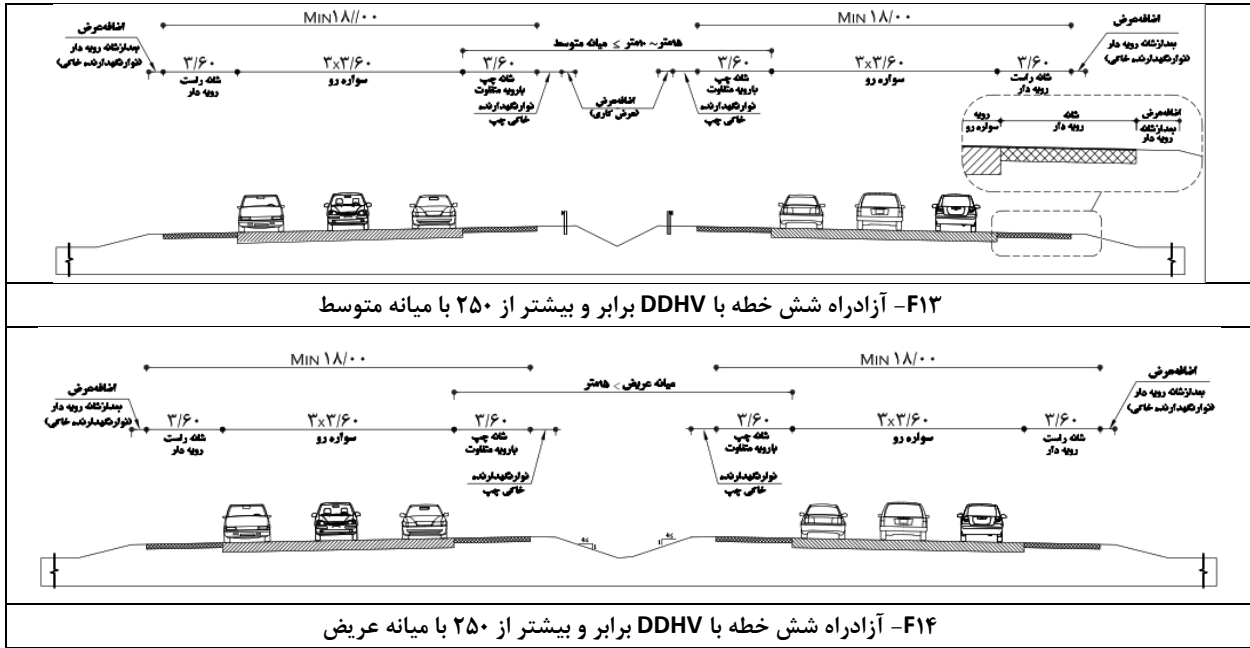 MIN ۱۸//۰۰
MIN ۱۸/۰۰
اضافه‌عرض
بعدازشانه رویه دار
(نوارنگهدارنده خاکی)
۳/۶۰
شانه راست
رویه دار
۳x۳/۶۰
سواره رو
۳/۶۰
شانه چپ
بارویه متفاوت
نوارنگهدارنده
خاکی چپ
اضافه‌عرض
(عرض کاری)
۱۵متر ~ ۱۰متر ≥ میانه متوسط
۳/۶۰
شانه چپ
بارویه متفاوت
نوارنگهدارنده
خاکی چپ
۳x۳/۶۰
سواره رو
۳/۶۰
شانه راست
رویه دار
اضافه‌عرض
بعدازشانه رویه دار
(نوارنگهدارنده خاکی)
رویه
سواره رو
شانه
رویه دار
اضافه‌عرض
بعدازشانه
رویه دار
F۱۳- آزادراه شش خطه با DDHV برابر و بیشتر از ۲۵۰ با میانه متوسط
MIN ۱۸/۰۰
MIN ۱۸/۰۰
اضافه‌عرض
بعدازشانه رویه دار
(نوارنگهدارنده خاکی)
۳/۶۰
شانه راست
رویه دار
۳x۳/۶۰
سواره رو
۳/۶۰
شانه چپ
بارویه متفاوت
نوارنگهدارنده
خاکی چپ
میانه عریض > ۱۵متر
۳/۶۰
شانه چپ
بارویه متفاوت
نوارنگهدارنده
خاکی چپ
۳x۳/۶۰
سواره رو
۳/۶۰
شانه راست
رویه دار
اضافه‌عرض
بعدازشانه رویه دار
(نوارنگهدارنده خاکی)
F۱۴- آزادراه شش خطه با DDHV برابر و بیشتر از ۲۵۰ با میانه عریض